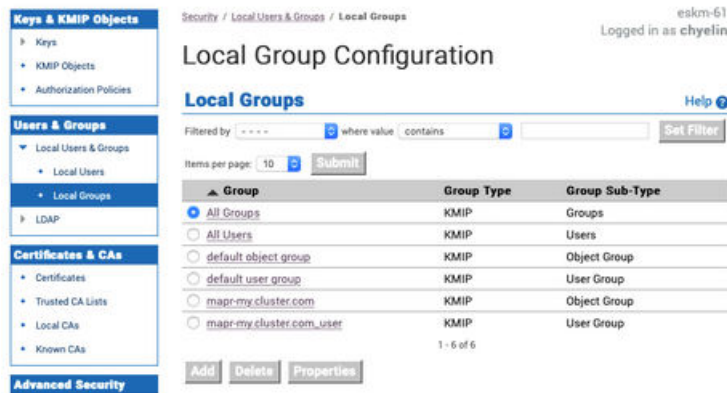 Keys & KMIP Objects
Keys
KMIP Objects
Authorization Policies
Users & Groups
Local Users & Groups
Local Users
Local Groups
LDAP
Certificates & CAs
Certificates
Trusted CA Lists
Local CAs
Known CAs
Advanced Security
Security / Local Users & Groups / Local Groups
eskm-61
Logged in as chyelin
Local Group Configuration
Local Groups
Help
Filtered by - - - - where value contains Set Filter
Items per page: 10 Submit
Group Group Type Group Sub-Type
All Groups KMIP Groups
All Users KMIP Users
default object group KMIP Object Group
default user group KMIP User Group
mapr-my.cluster.com KMIP Object Group
mapr-my.cluster.com_user KMIP User Group
1 - 6 of 6
Add Delete Properties